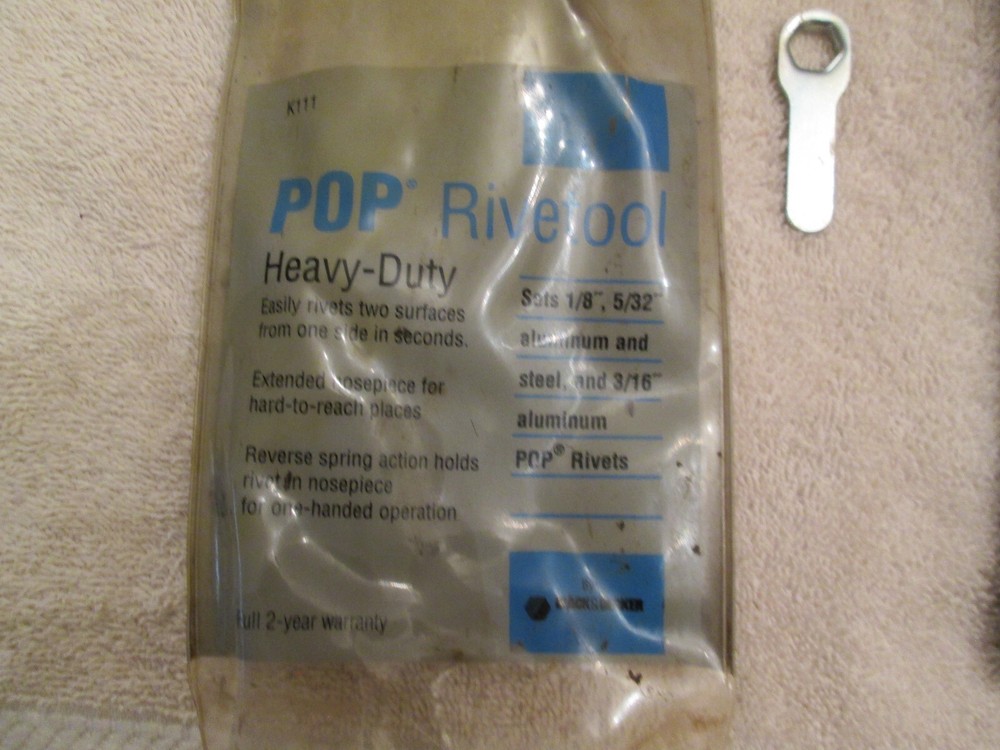 K111
POP® Rivetool
Heavy-Duty
Easily rivets two surfaces
from one side in seconds.
Extended nosepiece for
hard-to-reach places
Reverse spring action holds
rivet in nosepiece
for one-handed operation
Full 2-year warranty
Sets 1/8", 5/32"
aluminum and
steel, and 3/16"
aluminum
POP® Rivets
BLACK & DECKER